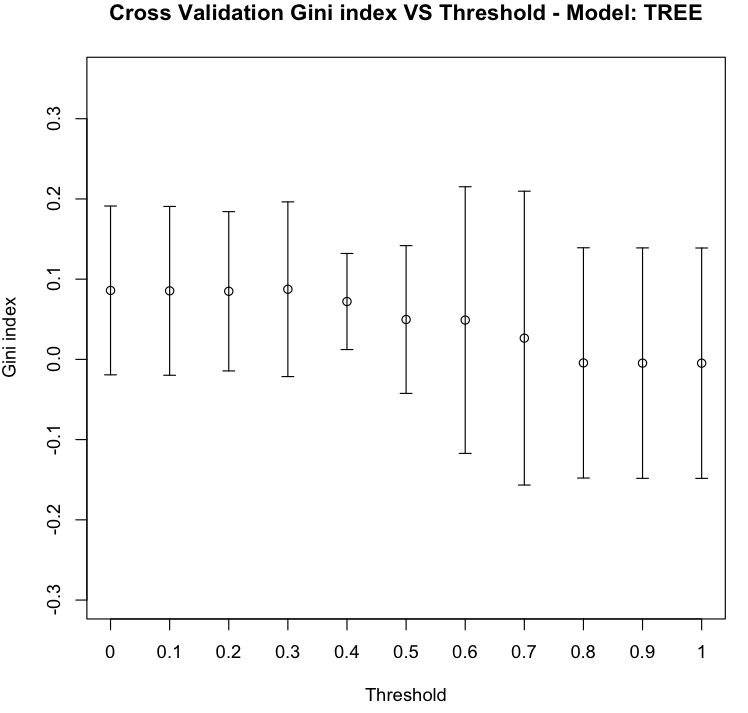 Cross Validation Gini index VS Threshold - Model: TREE
Gini index
0.3
0.2
0.1
0.0
-0.1
-0.2
-0.3
0 0.1 0.2 0.3 0.4 0.5 0.6 0.7 0.8 0.9 1
Threshold